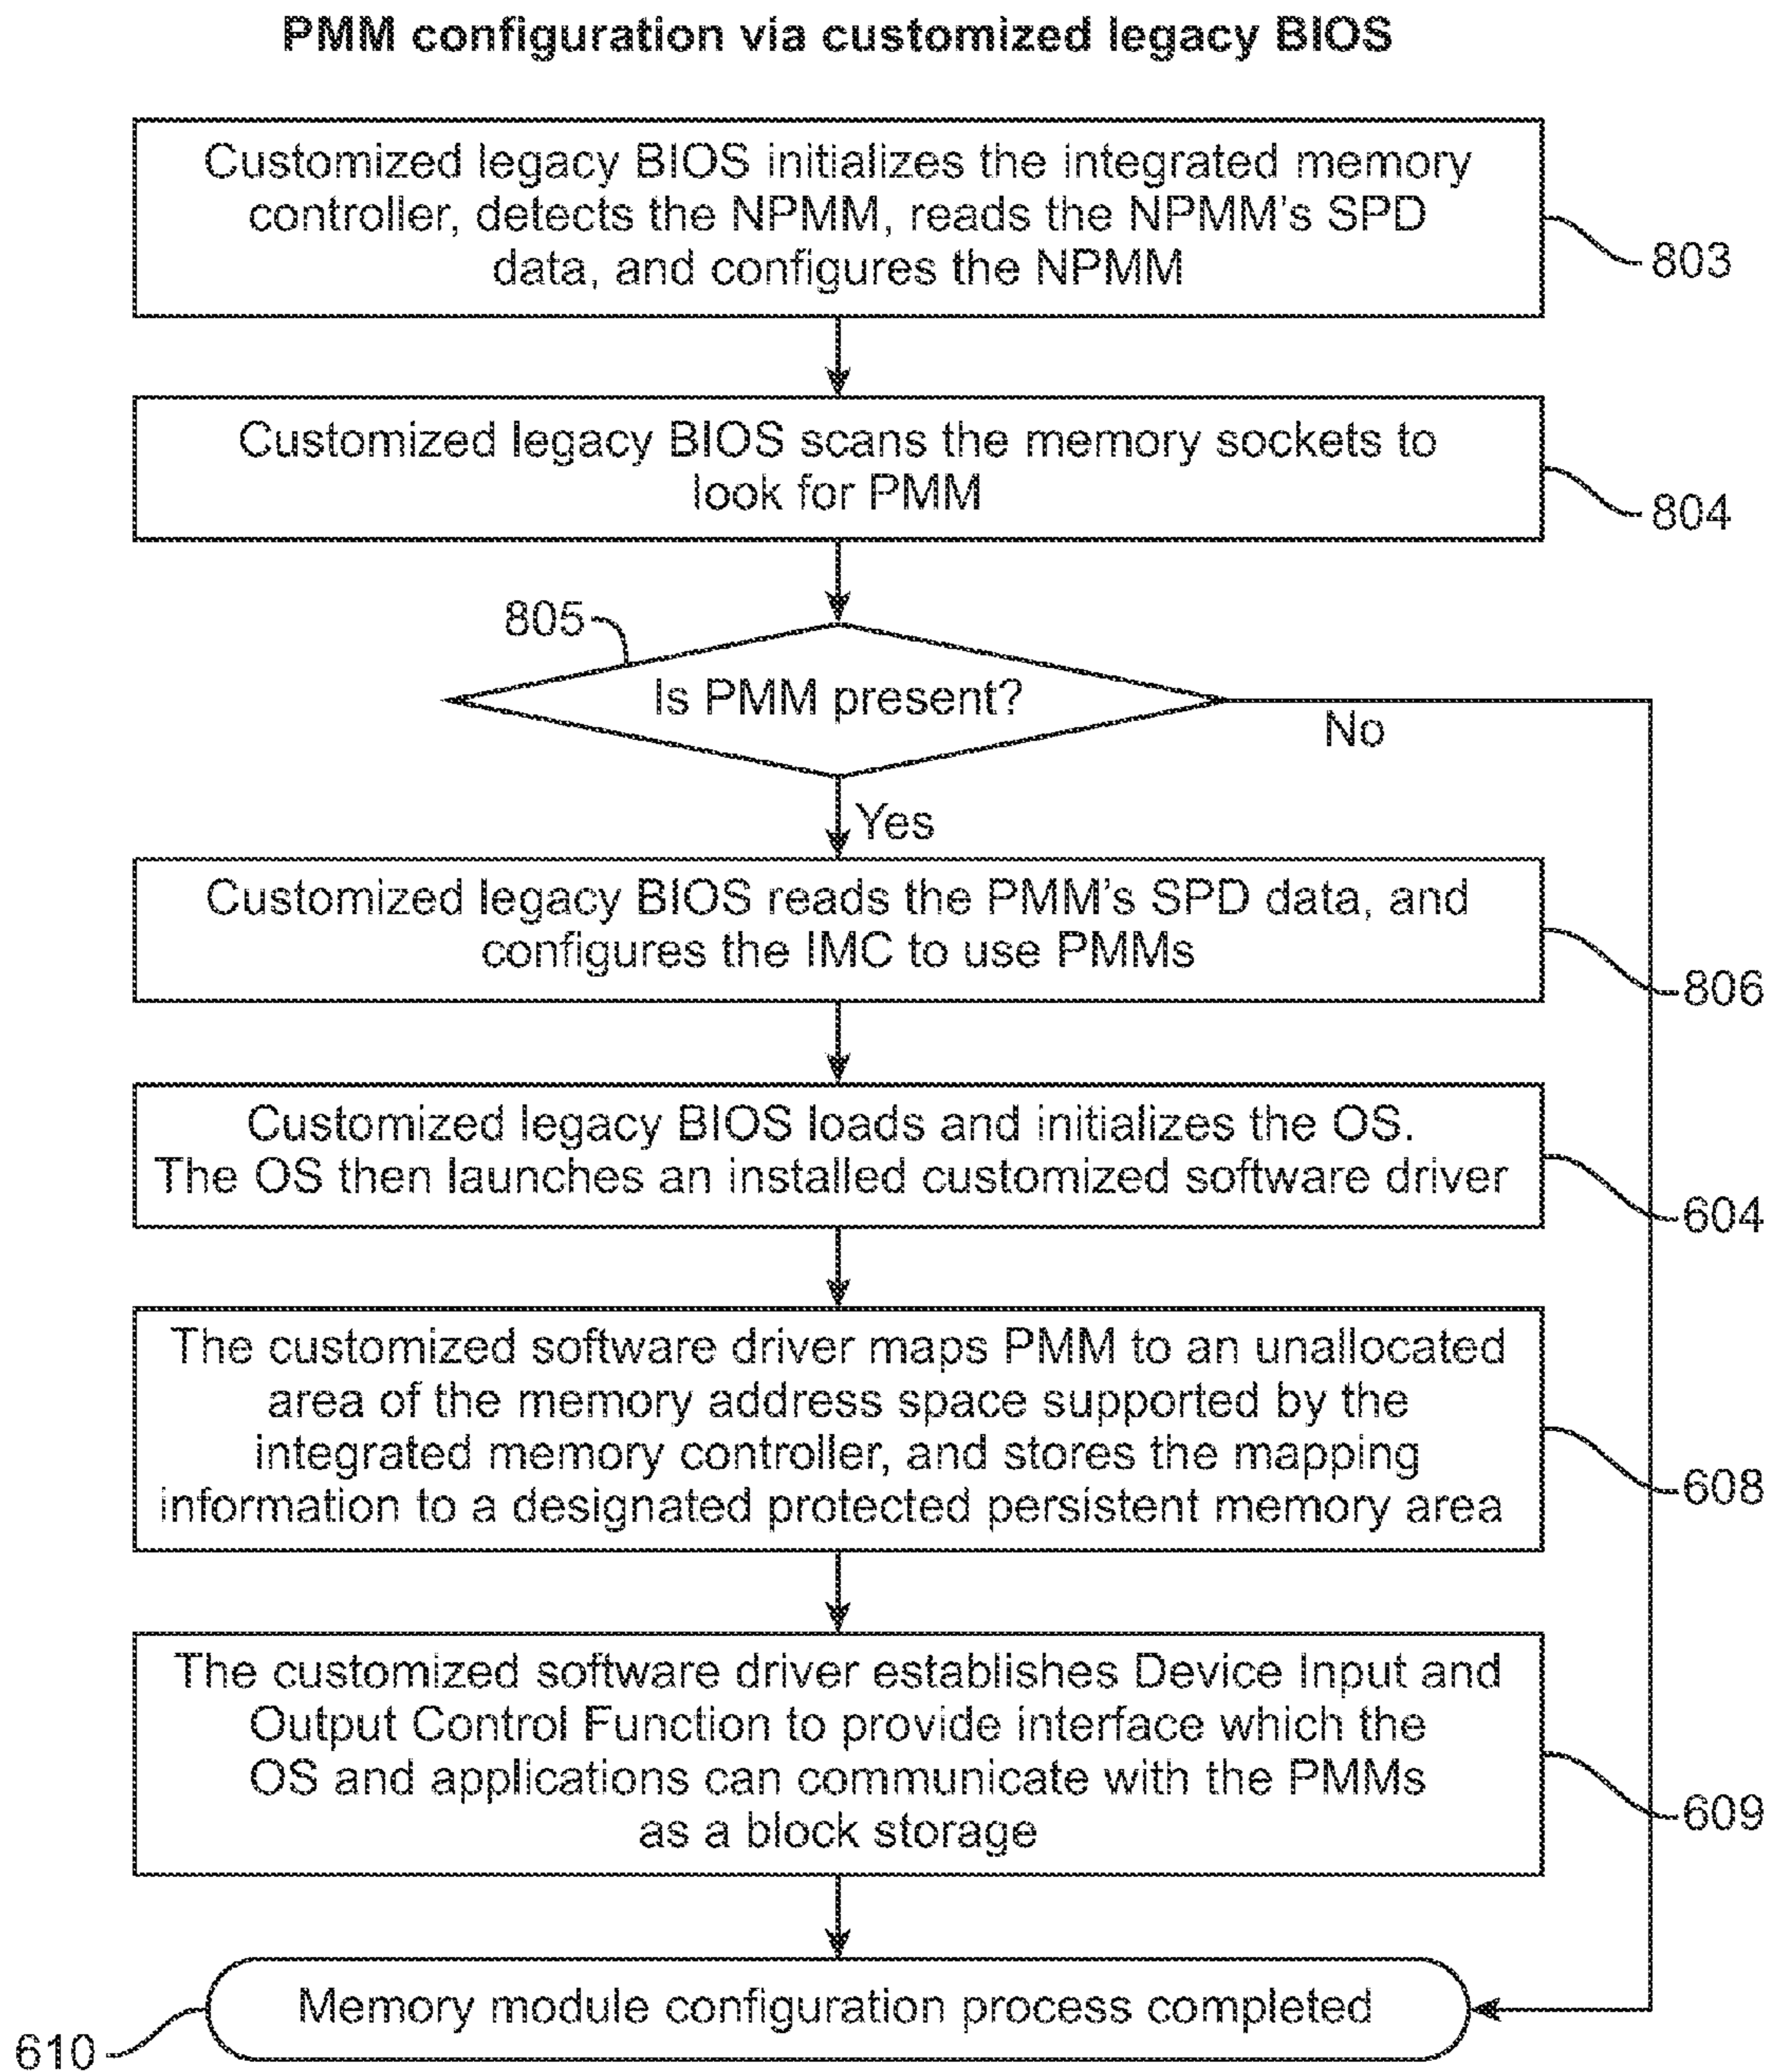 PMM configuration via customized legacy BIOS
Customized legacy BIOS initializes the integrated memory
controller, detects the NPMM, reads the NPMM's SPD
data, and configures the NPMM
803
Customized legacy BIOS scans the memory sockets to
look for PMM
804
805
Is PMM present?
No
Yes
Customized legacy BIOS reads the PMM's SPD data, and
configures the IMC to use PMMs
806
Customized legacy BIOS loads and initializes the OS.
The OS then launches an installed customized software driver
604
The customized software driver maps PMM to an unallocated
area of the memory address space supported by the
integrated memory controller, and stores the mapping
information to a designated protected persistent memory area
608
The customized software driver establishes Device Input and
Output Control Function to provide interface which the
OS and applications can communicate with the PMMs
as a block storage
609
Memory module configuration process completed
610